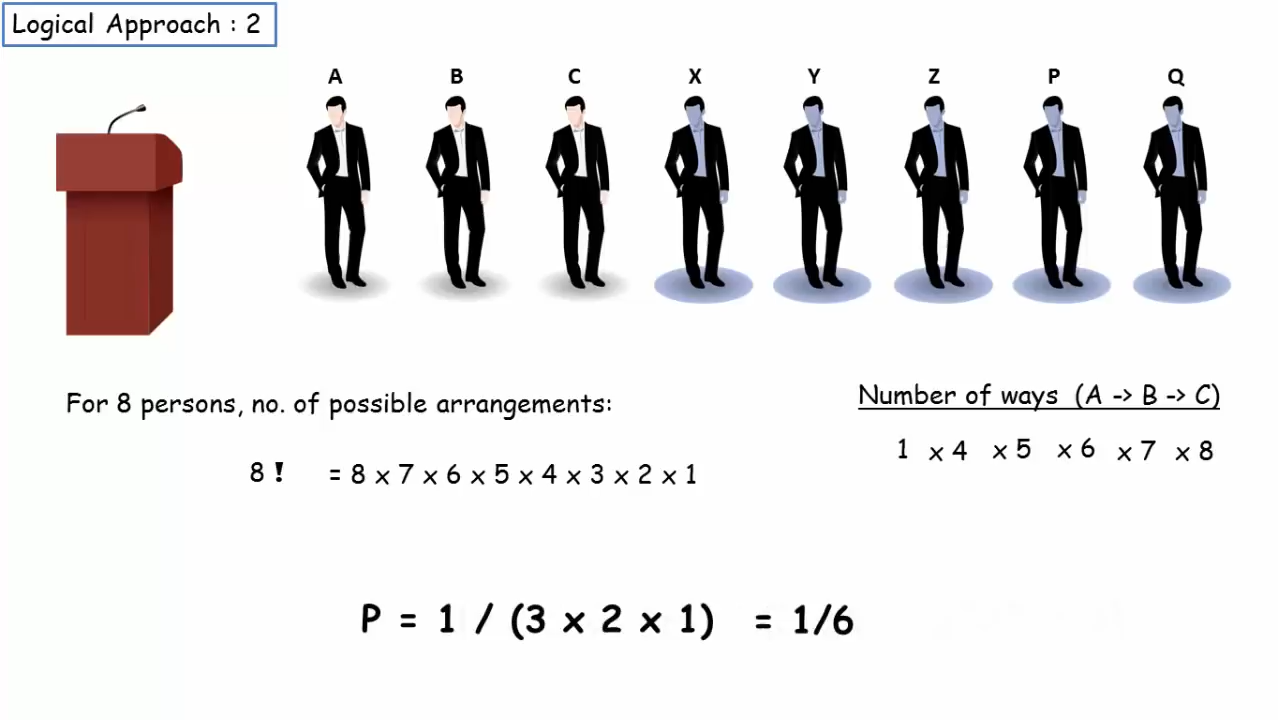 Logical Approach : 2
A B C X Y Z P Q
For 8 persons, no. of possible arrangements:
Number of ways (A -> B -> C)
1 x 4 x 5 x 6 x 7 x 8
8 ! = 8 x 7 x 6 x 5 x 4 x 3 x 2 x 1
P = 1 / (3 x 2 x 1) = 1/6